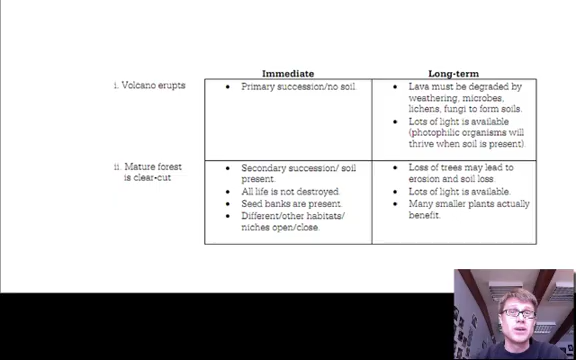 Immediate
Long-term
i. Volcano erupts
• Primary succession/no soil
• Lava must be degraded by
weathering, microbes,
lichens, fungi to form soils.
• Lots of light is available
(photophilic organisms will
thrive when soil is present).
ii. Mature forest
is clear-cut
• Secondary succession/ soil
present.
• All life is not destroyed.
• Seed banks are present.
• Different/other habitats/
niches open/close.
• Loss of trees may lead to
erosion and soil loss.
• Lots of light is available.
• Many smaller plants actually
benefit.